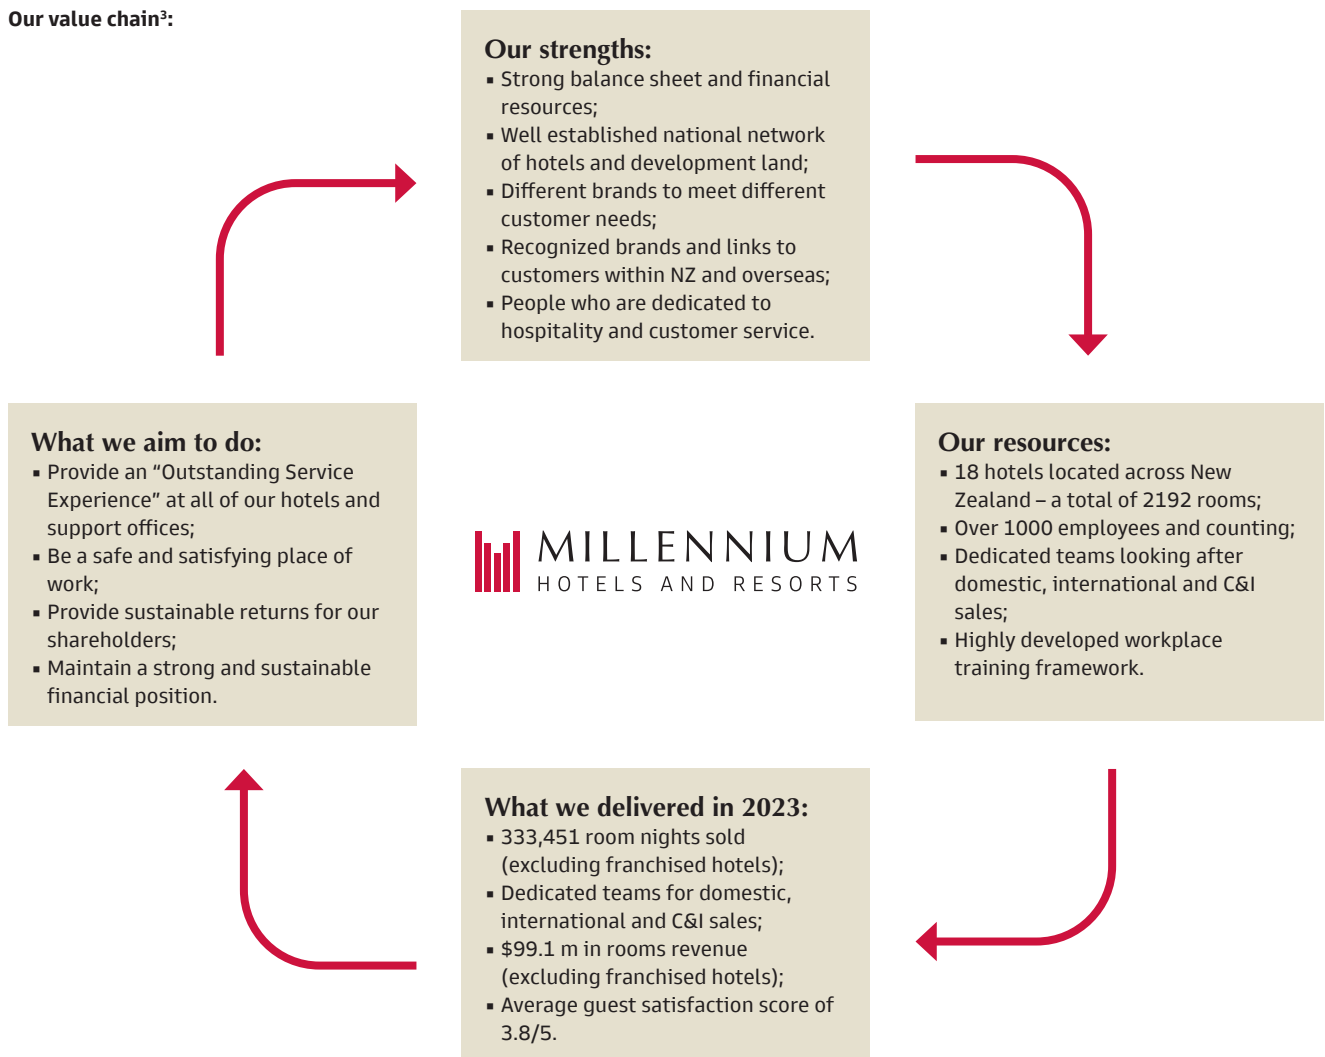 Our value chain³:
Our strengths:
▪ Strong balance sheet and financial
resources;
▪ Well established national network
of hotels and development land;
▪ Different brands to meet different
customer needs;
▪ Recognized brands and links to
customers within NZ and overseas;
▪ People who are dedicated to
hospitality and customer service.
What we aim to do:
▪ Provide an “Outstanding Service
Experience” at all of our hotels and
support offices;
▪ Be a safe and satisfying place of
work;
▪ Provide sustainable returns for our
shareholders;
▪ Maintain a strong and sustainable
financial position.
MILLENNIUM
HOTELS AND RESORTS
Our resources:
▪ 18 hotels located across New
Zealand – a total of 2192 rooms;
▪ Over 1000 employees and counting;
▪ Dedicated teams looking after
domestic, international and C&I
sales;
▪ Highly developed workplace
training framework.
What we delivered in 2023:
▪ 333,451 room nights sold
(excluding franchised hotels);
▪ Dedicated teams for domestic,
international and C&I sales;
▪ $99.1 m in rooms revenue
(excluding franchised hotels);
▪ Average guest satisfaction score of
3.8/5.